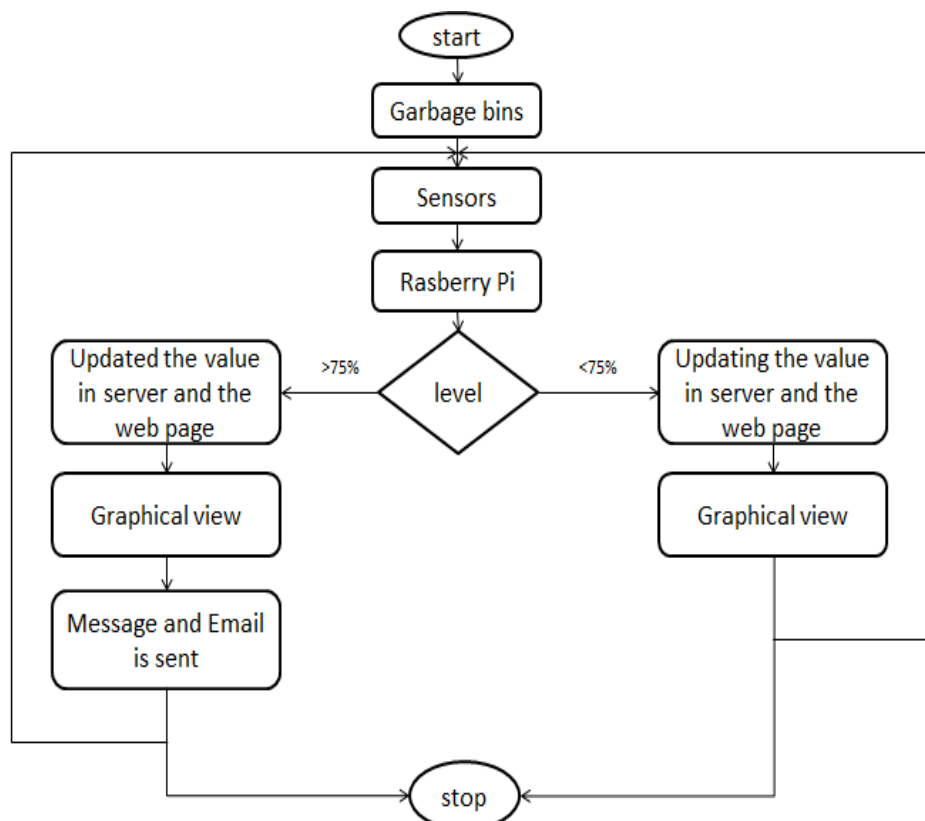 start
Garbage bins
Sensors
Rasberry Pi
level
>75%
Updated the value
in server and the
web page
Graphical view
Message and Email
is sent
<75%
Updating the value
in server and the
web page
Graphical view
stop